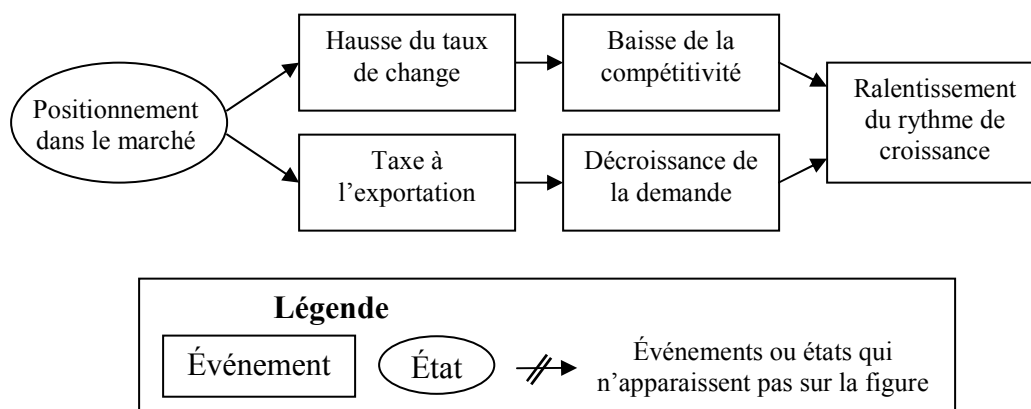 Hausse du taux
de change
Baisse de la
compétitivité
Positionnement
dans le marché
Ralentissement
du rythme de
croissance
Taxe à
l’exportation
Décroissance de
la demande
Légende
Événement
État
Événements ou états qui
n’apparaissent pas sur la figure